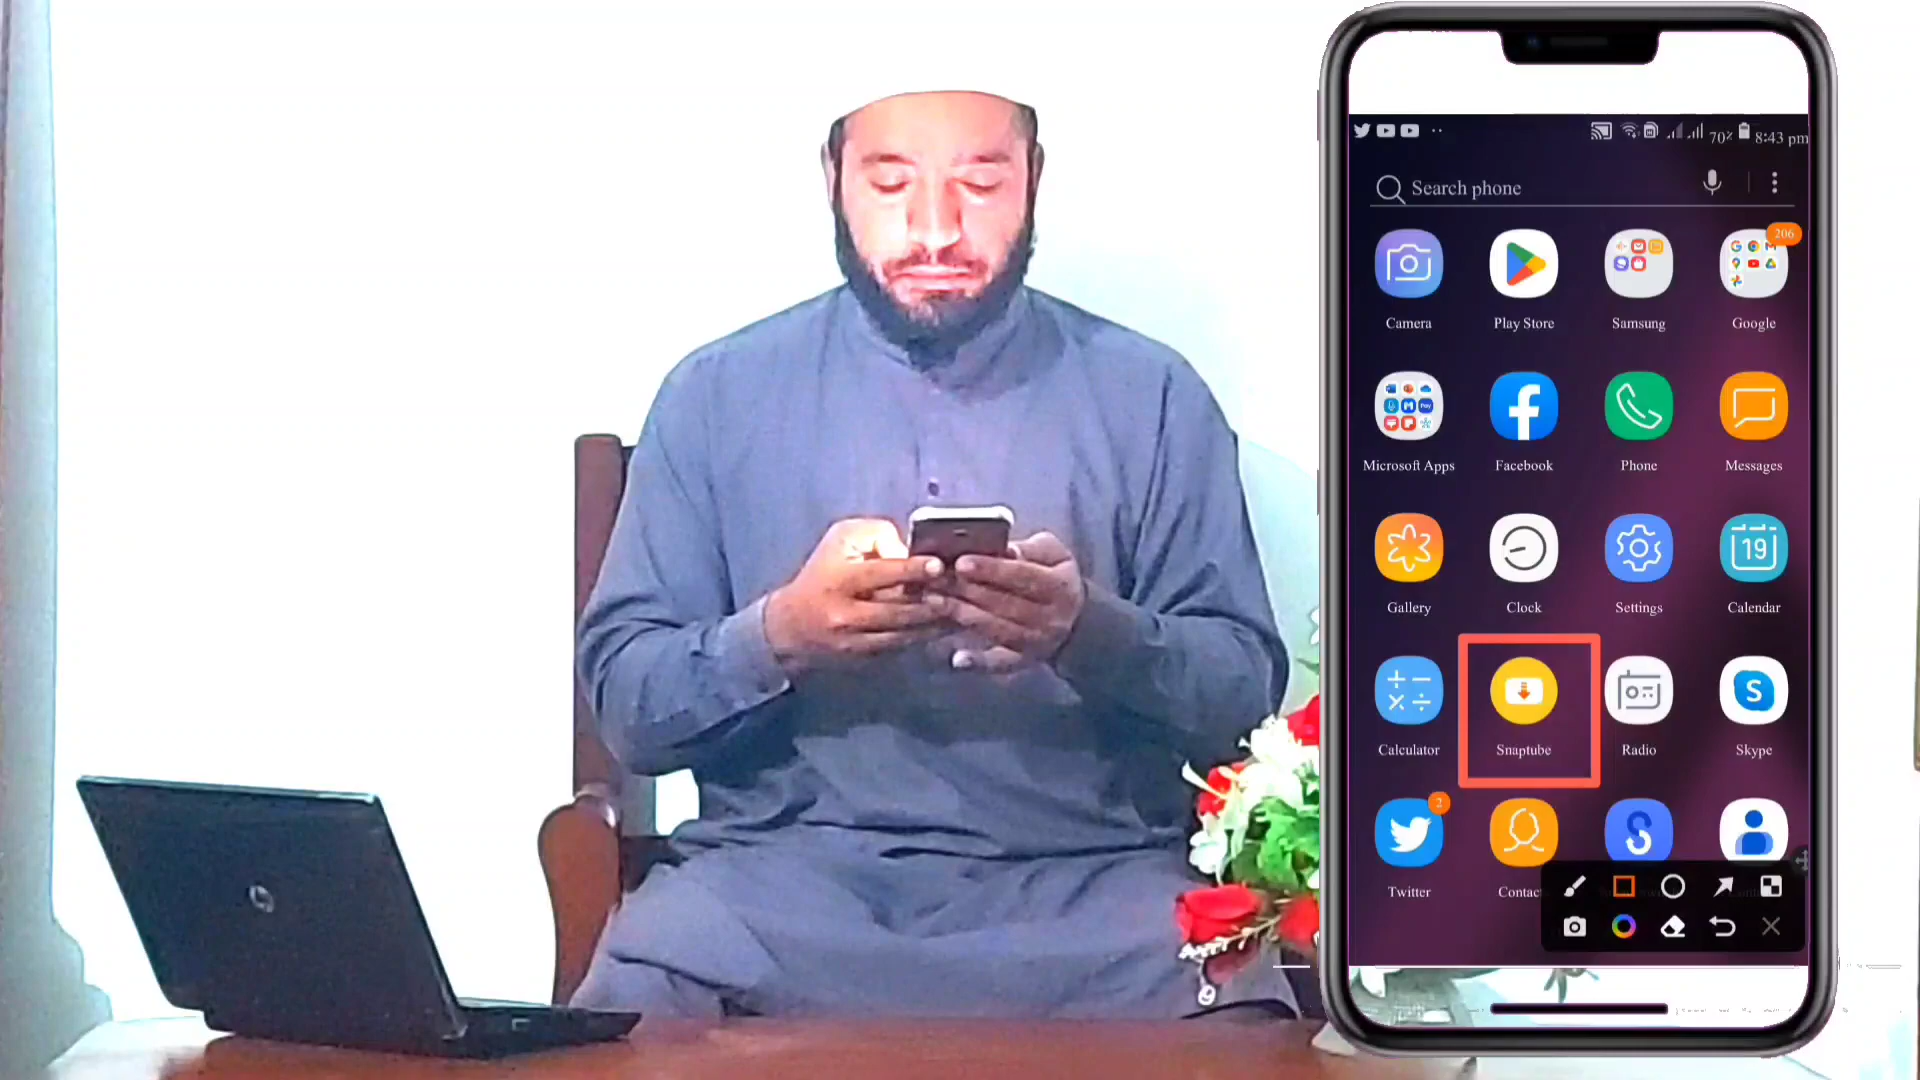 70% 8:43 pm
Search phone
206
Camera Play Store Samsung Google
Microsoft Apps Facebook Phone Messages
19
Gallery Clock Settings Calendar
S
Calculator Snaptube Radio Skype
2
Twitter Contac
hp